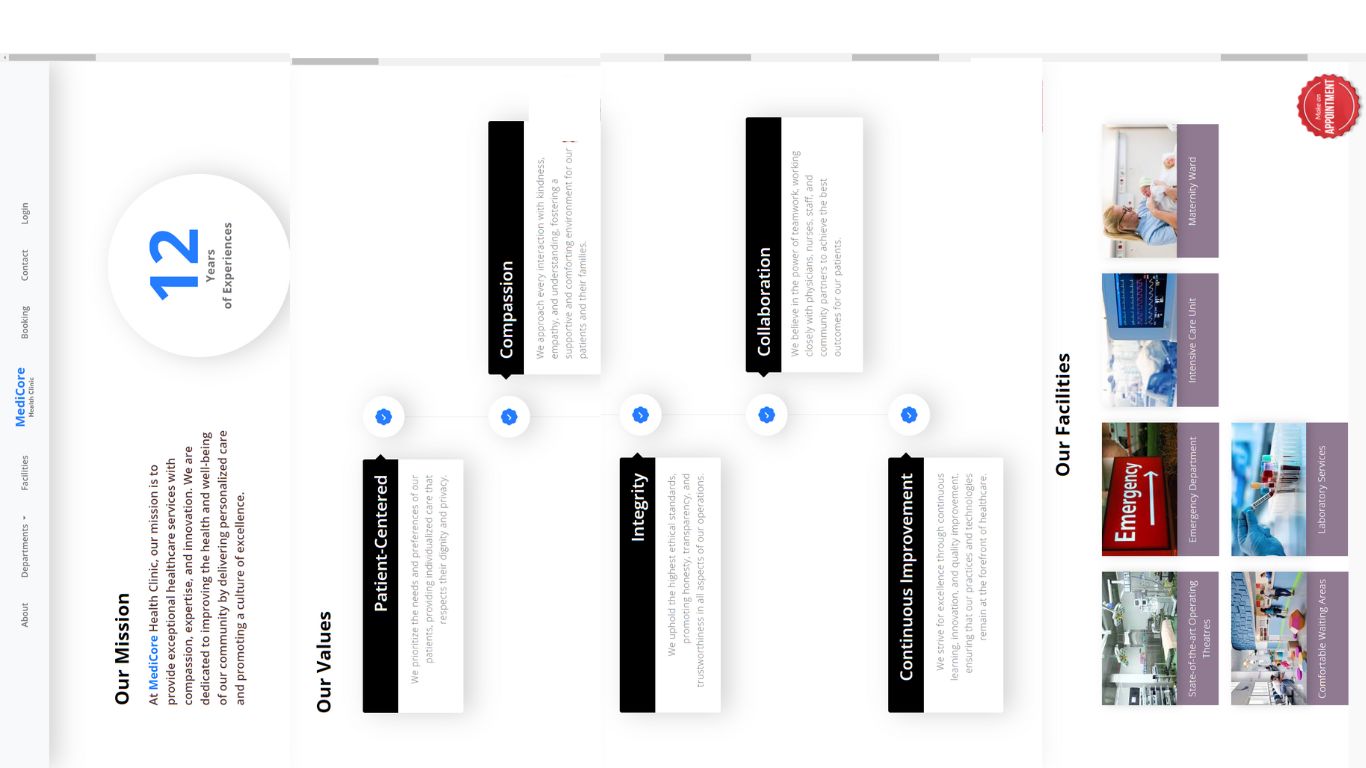 About
Departments
Facilities
MediCore
Health Clinic
Booking
Contact
Login
Our Mission
At MediCore Health Clinic, our mission is to
provide exceptional healthcare services with
compassion, expertise, and innovation. We are
dedicated to improving the health and well-being
of our community by delivering personalized care
and promoting a culture of excellence.
12
Years
of Experiences
Our Values
Patient-Centered
We prioritize the needs and preferences of our
patients, providing individualized care that
respects their dignity and privacy.
Compassion
We approach every interaction with kindness,
empathy, and understanding, fostering a
supportive and comforting environment for our
patients and their families.
Integrity
We uphold the highest ethical standards,
promoting honesty, transparency, and
trustworthiness in all aspects of our operations.
Collaboration
We believe in the power of teamwork, working
closely with physicians, nurses, staff, and
community partners to achieve the best
outcomes for our patients.
Continuous Improvement
We strive for excellence through continuous
learning, innovation, and quality improvement,
ensuring that our practices and technologies
remain at the forefront of healthcare.
Our Facilities
Emergency
State-of-the-art Operating
Theatres
Emergency Department
Intensive Care Unit
Maternity Ward
Comfortable Waiting Areas
Laboratory Services
Make an
APPOINTMENT